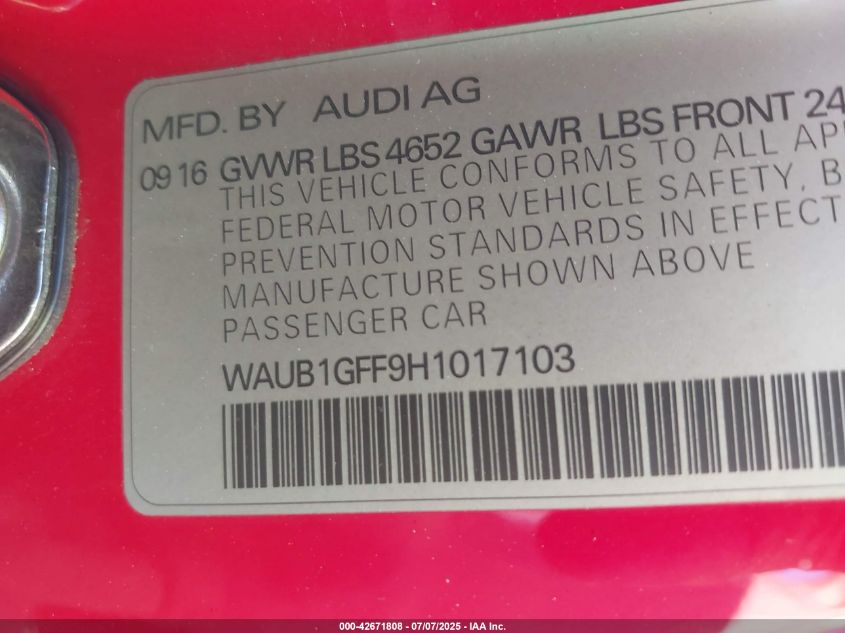 MFD. BY AUDI AG
09 16 GVWR LBS 4652 GAWR LBS FRONT 24
THIS VEHICLE CONFORMS TO ALL APP
FEDERAL MOTOR VEHICLE SAFETY, B
PREVENTION STANDARDS IN EFFECT
MANUFACTURE SHOWN ABOVE
PASSENGER CAR
WAUB1GFF9H1017103
000-42671808 - 07/07/2025 - IAA Inc.